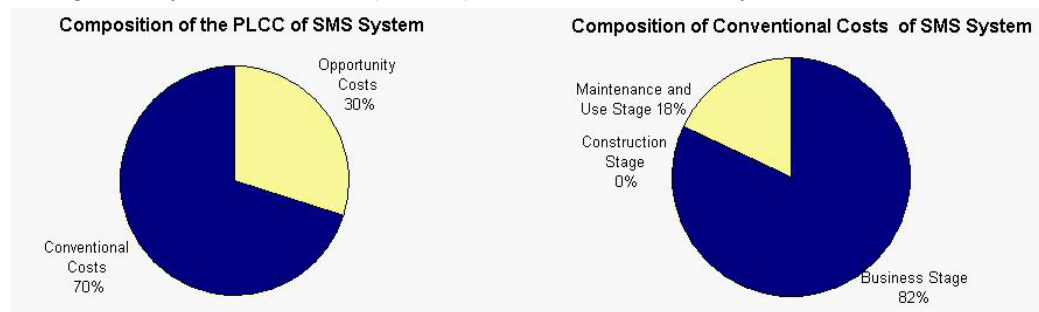 Composition of the PLCC of SMS System
Opportunity
Costs
30%
Conventional
Costs
70%
Composition of Conventional Costs of SMS System
Maintenance and
Use Stage 18%
Construction
Stage
0%
Business Stage
82%